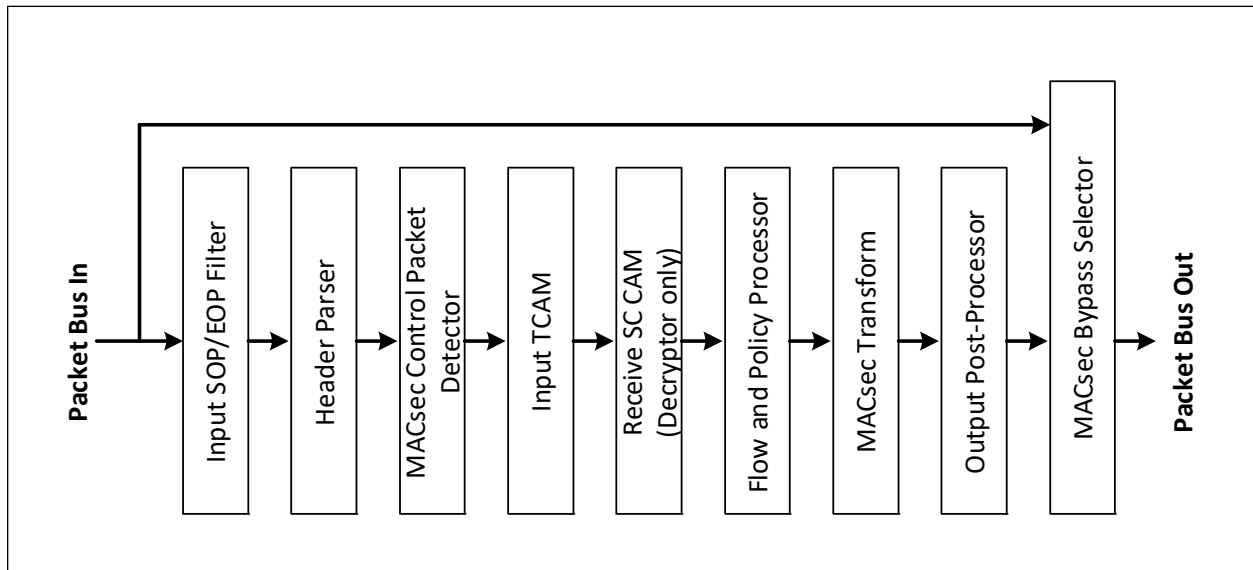 Packet Bus In
Input SOP/EOP Filter
Header Parser
MACsec Control Packet
Detector
Input TCAM
Receive SC CAM
(Decryptor only)
Flow and Policy Processor
MACsec Transform
Output Post-Processor
MACsec Bypass Selector
Packet Bus Out